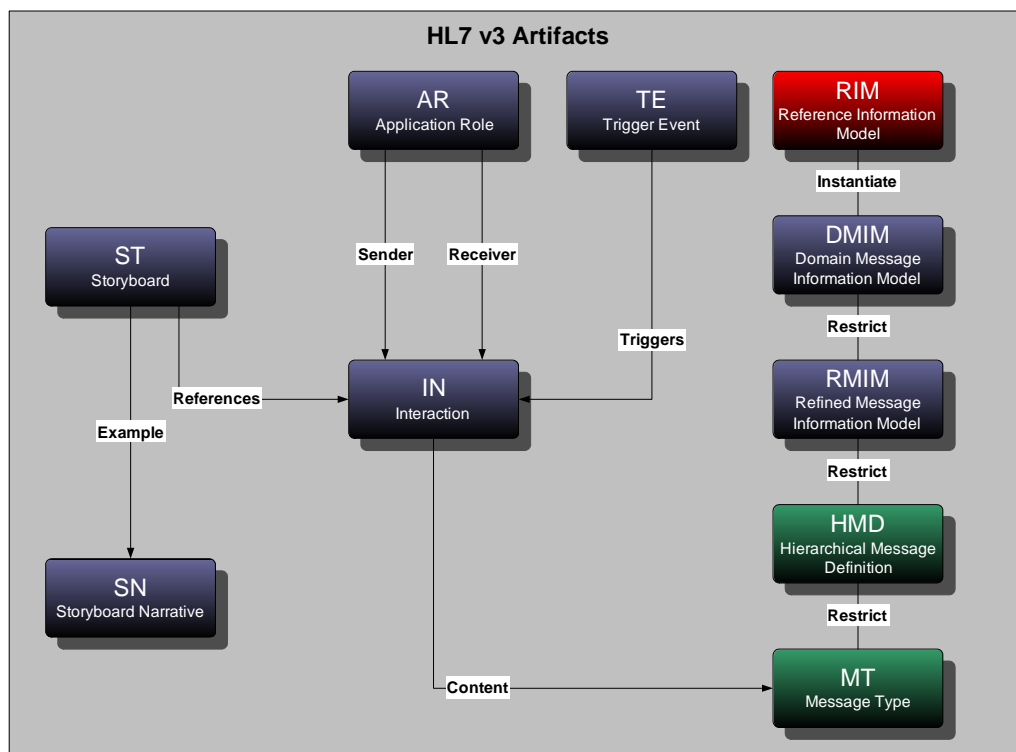 HL7 v3 Artifacts
AR
Application Role
TE
Trigger Event
RIM
Reference Information
Model
Instantiate
ST
Storyboard
Sender
Receiver
DMIM
Domain Message
Information Model
Restrict
Triggers
IN
Interaction
References
RMIM
Refined Message
Information Model
Example
Restrict
HMD
Hierarchical Message
Definition
SN
Storyboard Narrative
Restrict
Content
MT
Message Type